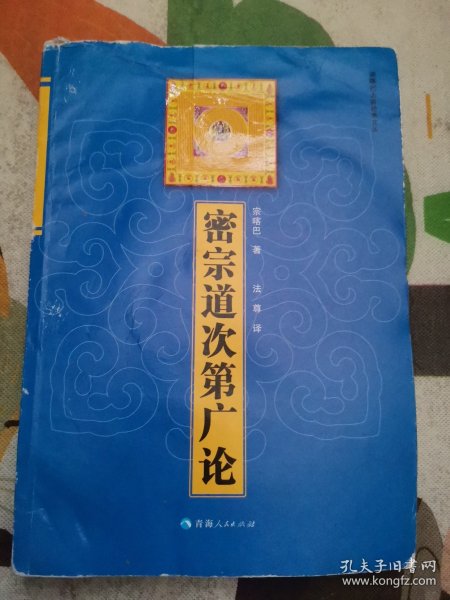 宗喀巴 著
法尊 译
密宗道次第广论
青海人民出版社
孔夫子旧书网
www.kongfz.com